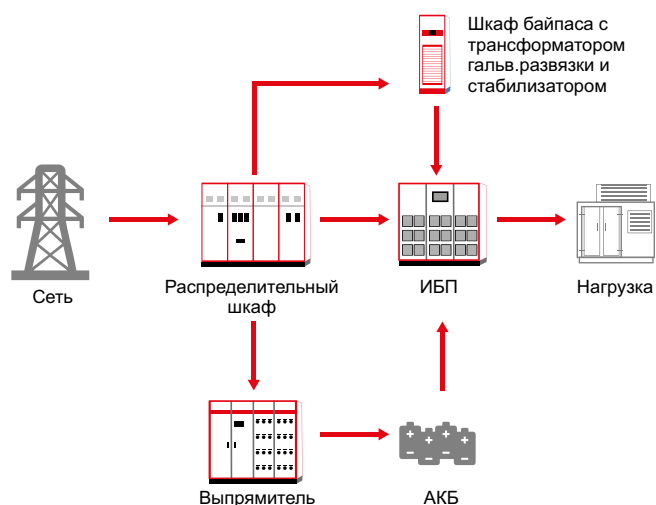 Шкаф байпаса с
трансформатором
гальв.развязки и
стабилизатором
Сеть
Распределительный
шкаф
ИБП
Нагрузка
Выпрямитель
АКБ